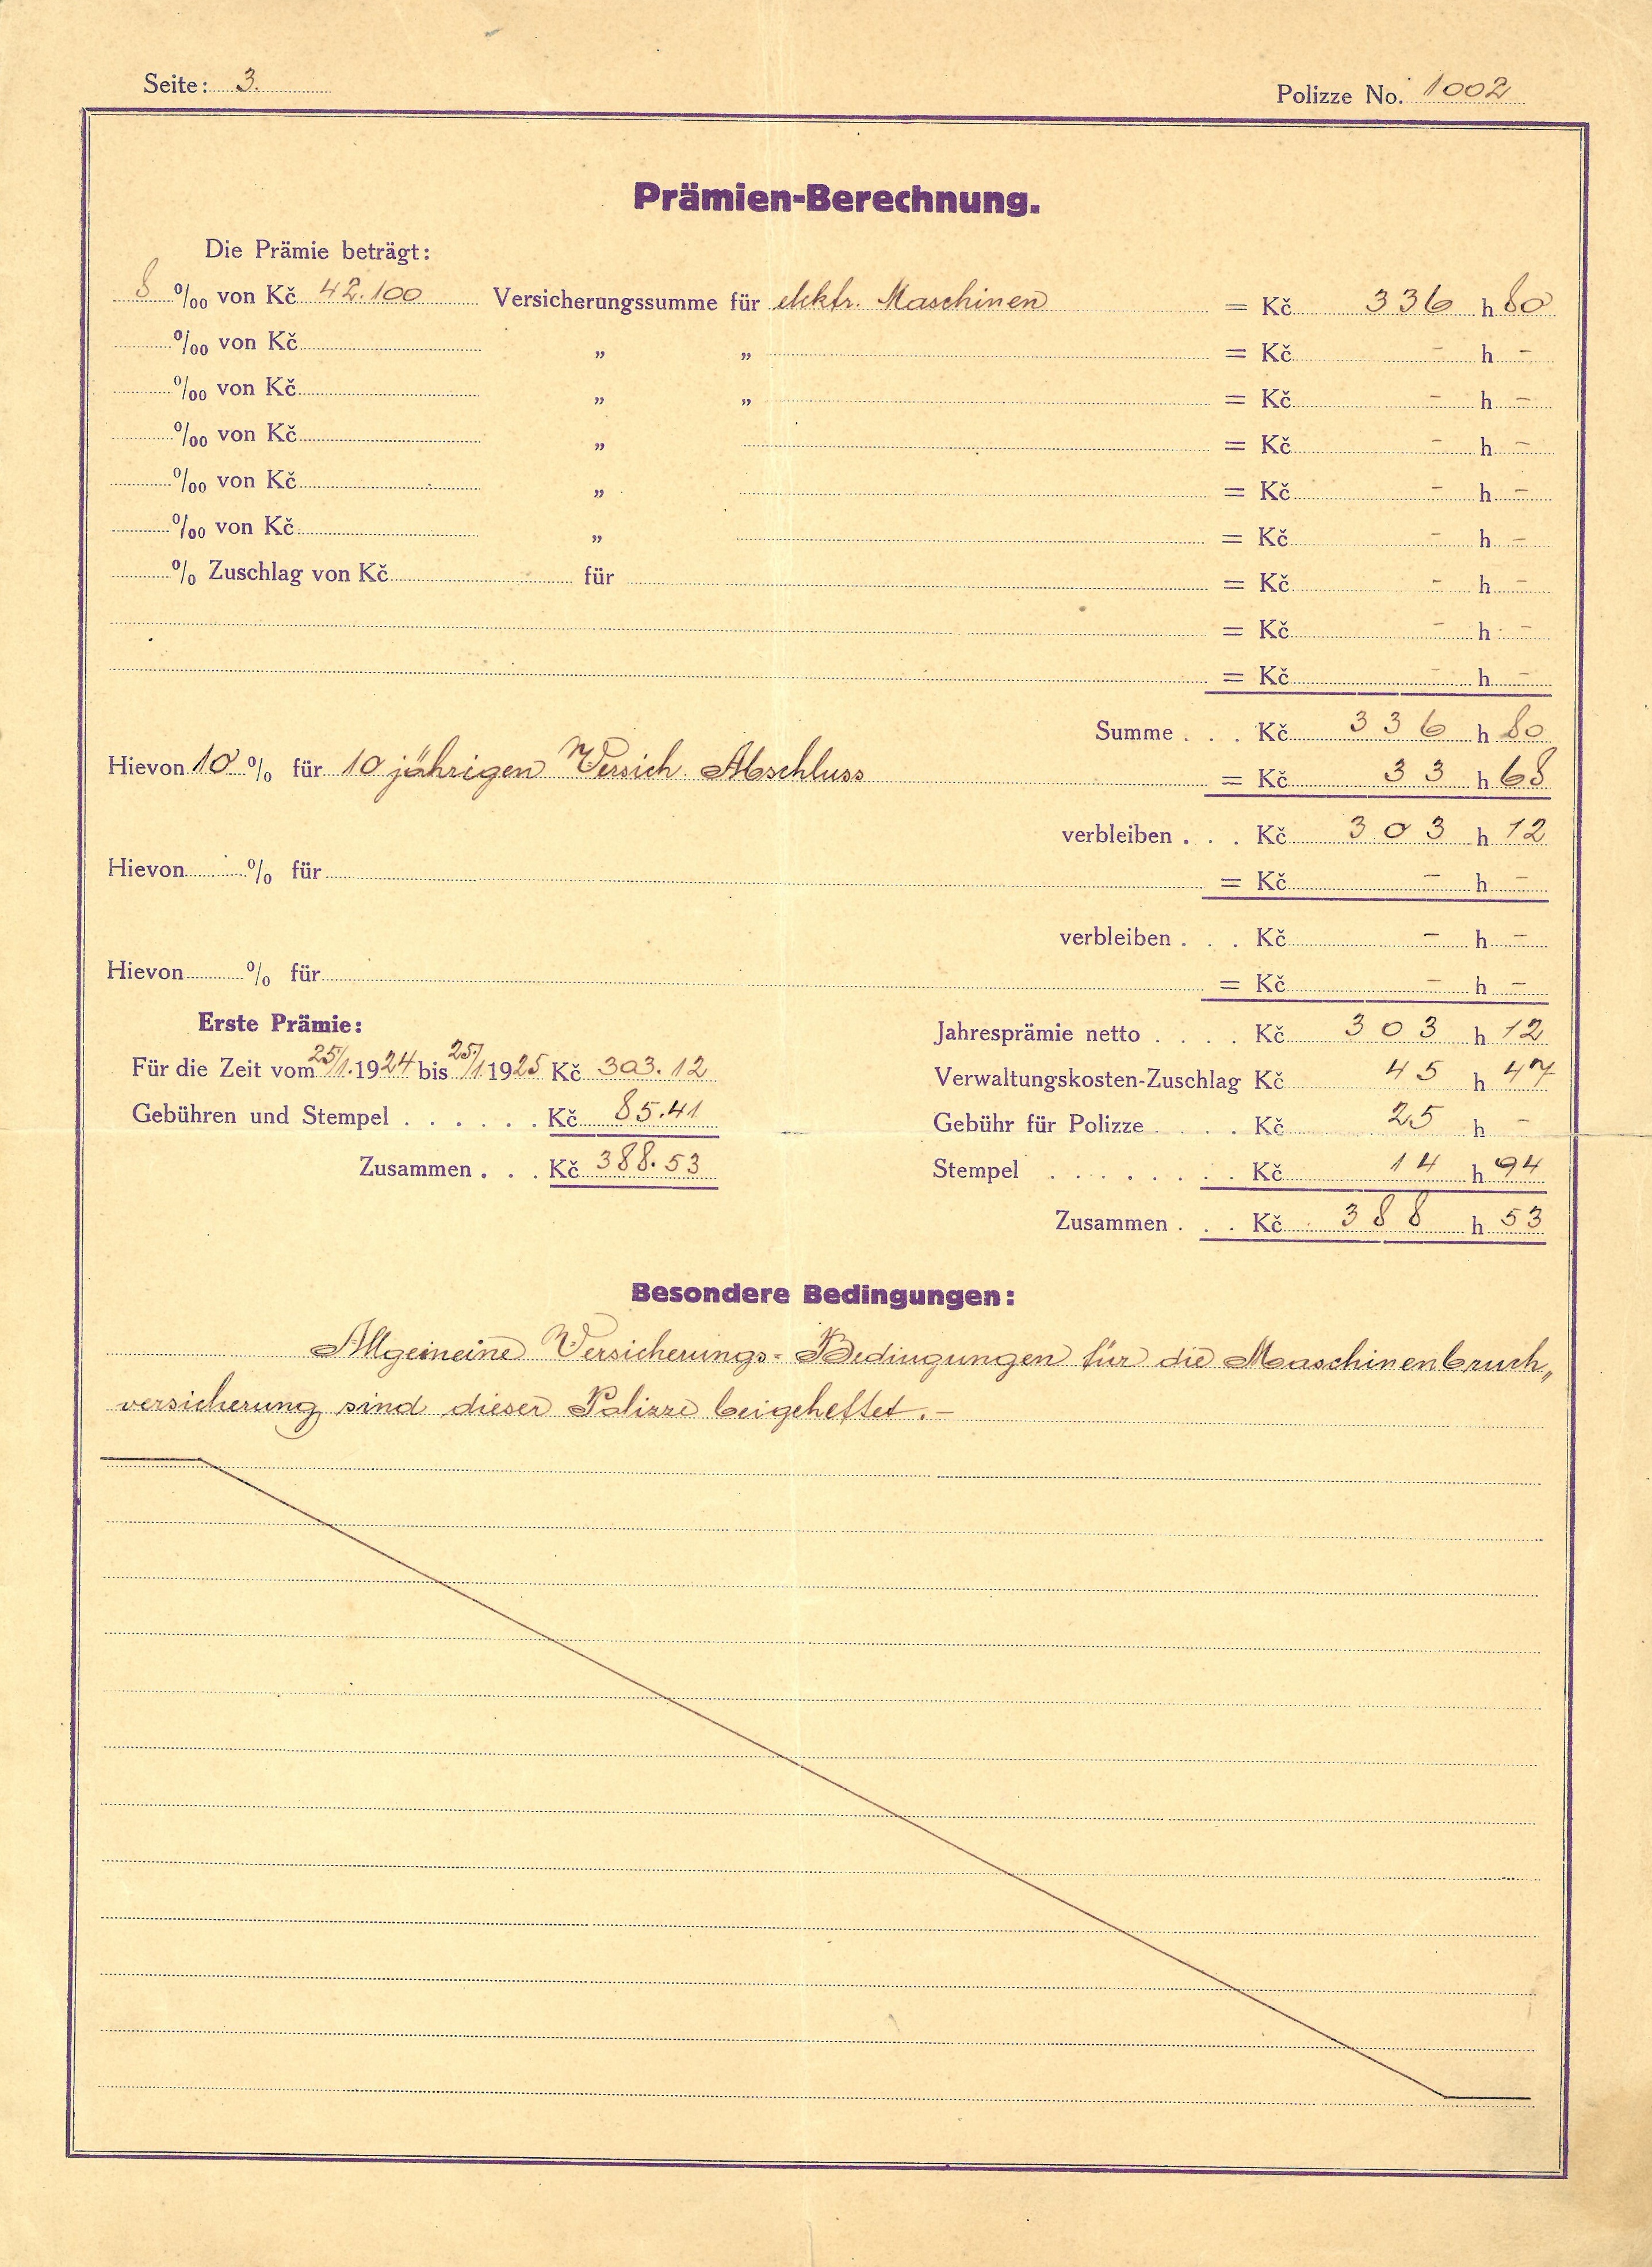 Seite: 3.
Polizze No. 1002
Prämien-Berechnung.
Die Prämie beträgt:
8 ‰ von Kč 42.100 Versicherungssumme für elektr. Maschinen = Kč 336 h 80
‰ von Kč „ „ = Kč - h -
‰ von Kč „ „ = Kč - h -
‰ von Kč „ = Kč - h -
‰ von Kč „ = Kč - h -
‰ von Kč „ = Kč - h -
% Zuschlag von Kč für = Kč - h -
= Kč - h -
= Kč - h -
Summe . . . Kč 336 h 80
Hievon 10 % für 10 jährigen Versich. Abschluss = Kč 33 h 68
verbleiben . . . Kč 303 h 12
Hievon % für = Kč - h -
verbleiben . . . Kč - h -
Hievon % für = Kč - h -
Erste Prämie:
Für die Zeit vom 25/1. 1924 bis 25/1 1925 Kč 303.12
Gebühren und Stempel . . . . . . Kč 85.41
Zusammen . . . Kč 388.53
Jahresprämie netto . . . . Kč 303 h 12
Verwaltungskosten-Zuschlag Kč 45 h 47
Gebühr für Polizze . . . . Kč 25 h -
Stempel . . . . . . . . Kč 14 h 94
Zusammen . . . Kč 388 h 53
Besondere Bedingungen:
Allgemeine Versicherungs-Bedingungen für die Maschinenbruch„
versicherung sind dieser Polizze beigeheftet.-